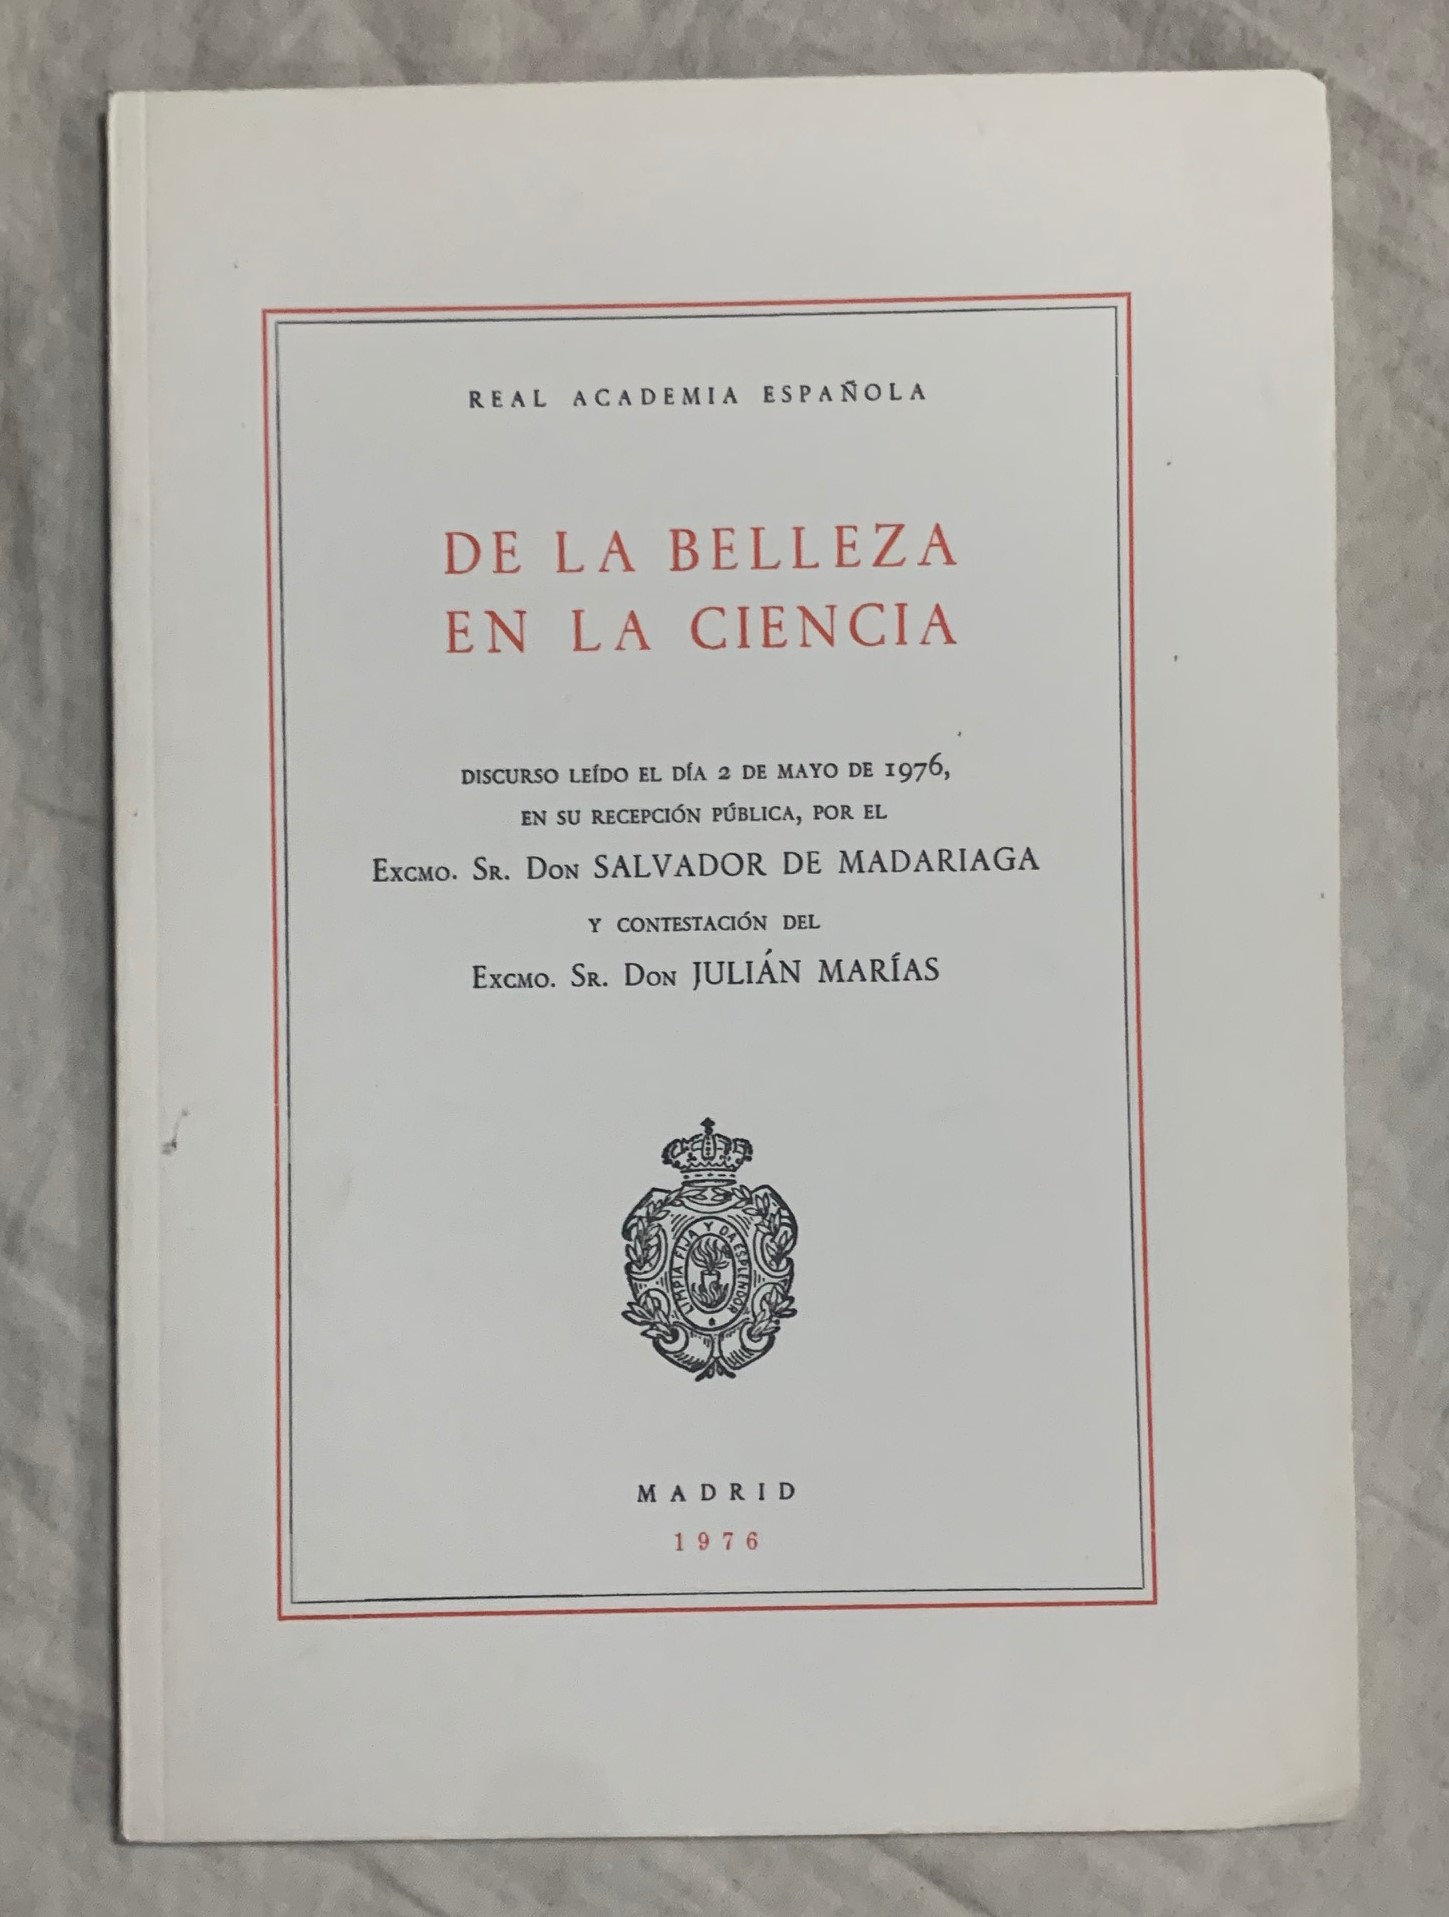 REAL ACADEMIA ESPAÑOLA
DE LA BELLEZA
EN LA CIENCIA
DISCURSO LEÍDO EL DÍA 2 DE MAYO DE 1976,
EN SU RECEPCIÓN PÚBLICA, POR EL
EXCMO. SR. DON SALVADOR DE MADARIAGA
Y CONTESTACIÓN DEL
EXCMO. SR. DON JULIÁN MARÍAS
LIMPIA FIJA Y DA ESPLENDOR
MADRID
1976